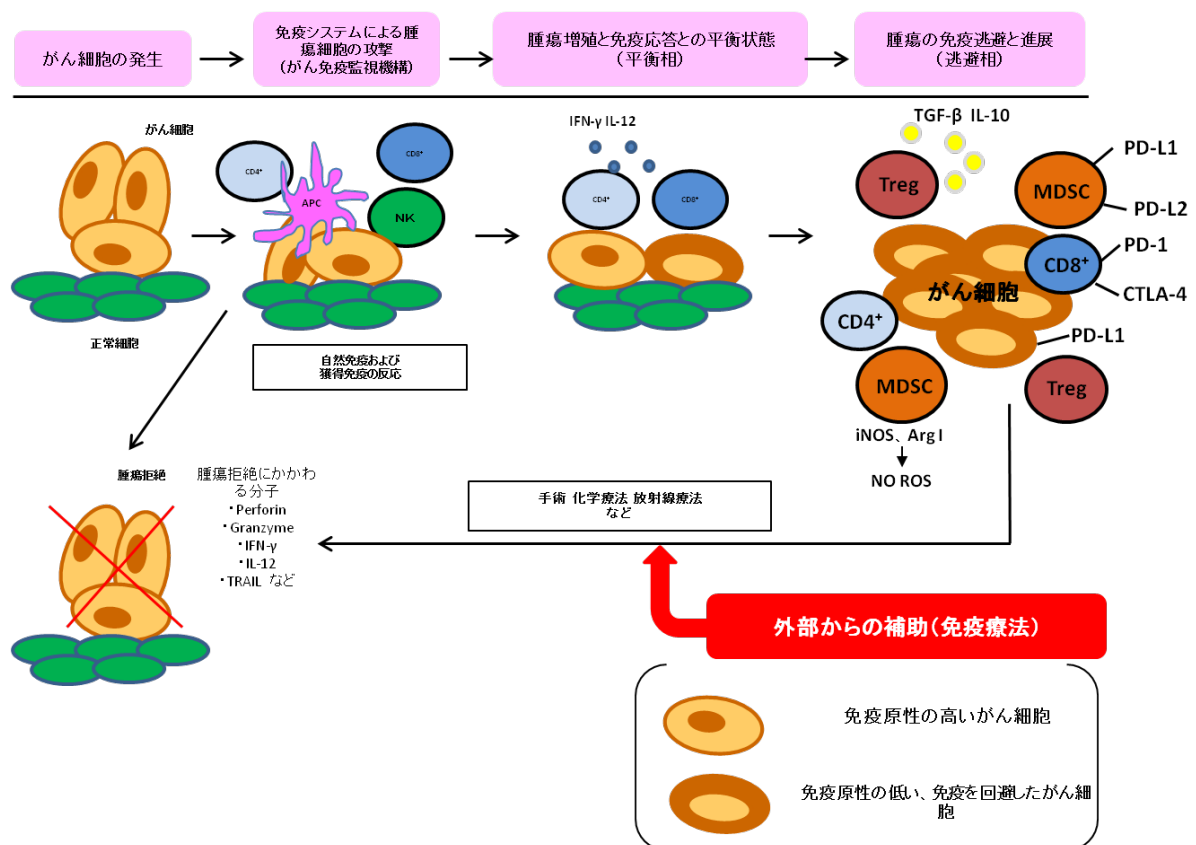 がん細胞の発生
免疫システムによる腫
瘍細胞の攻撃
(がん免疫監視機構)
腫瘍増殖と免疫応答との平衡状態
(平衡相)
腫瘍の免疫逃避と進展
(逃避相)
がん細胞
正常細胞
CD4⁺
APC
CD8⁺
NK
自然免疫および
獲得免疫の反応
IFN-γ IL-12
CD4⁺
CD8⁺
TGF-β IL-10
Treg
MDSC
PD-L1
PD-L2
CD8⁺
PD-1
CTLA-4
がん細胞
CD4⁺
PD-L1
MDSC
Treg
iNOS、Arg I
NO ROS
腫瘍拒絶
腫瘍拒絶にかかわ
る分子
・Perforin
・Granzyme
・IFN-γ
・IL-12
・TRAIL など
手術 化学療法 放射線療法
など
外部からの補助(免疫療法)
免疫原性の高いがん細胞
免疫原性の低い、免疫を回避したがん細
胞